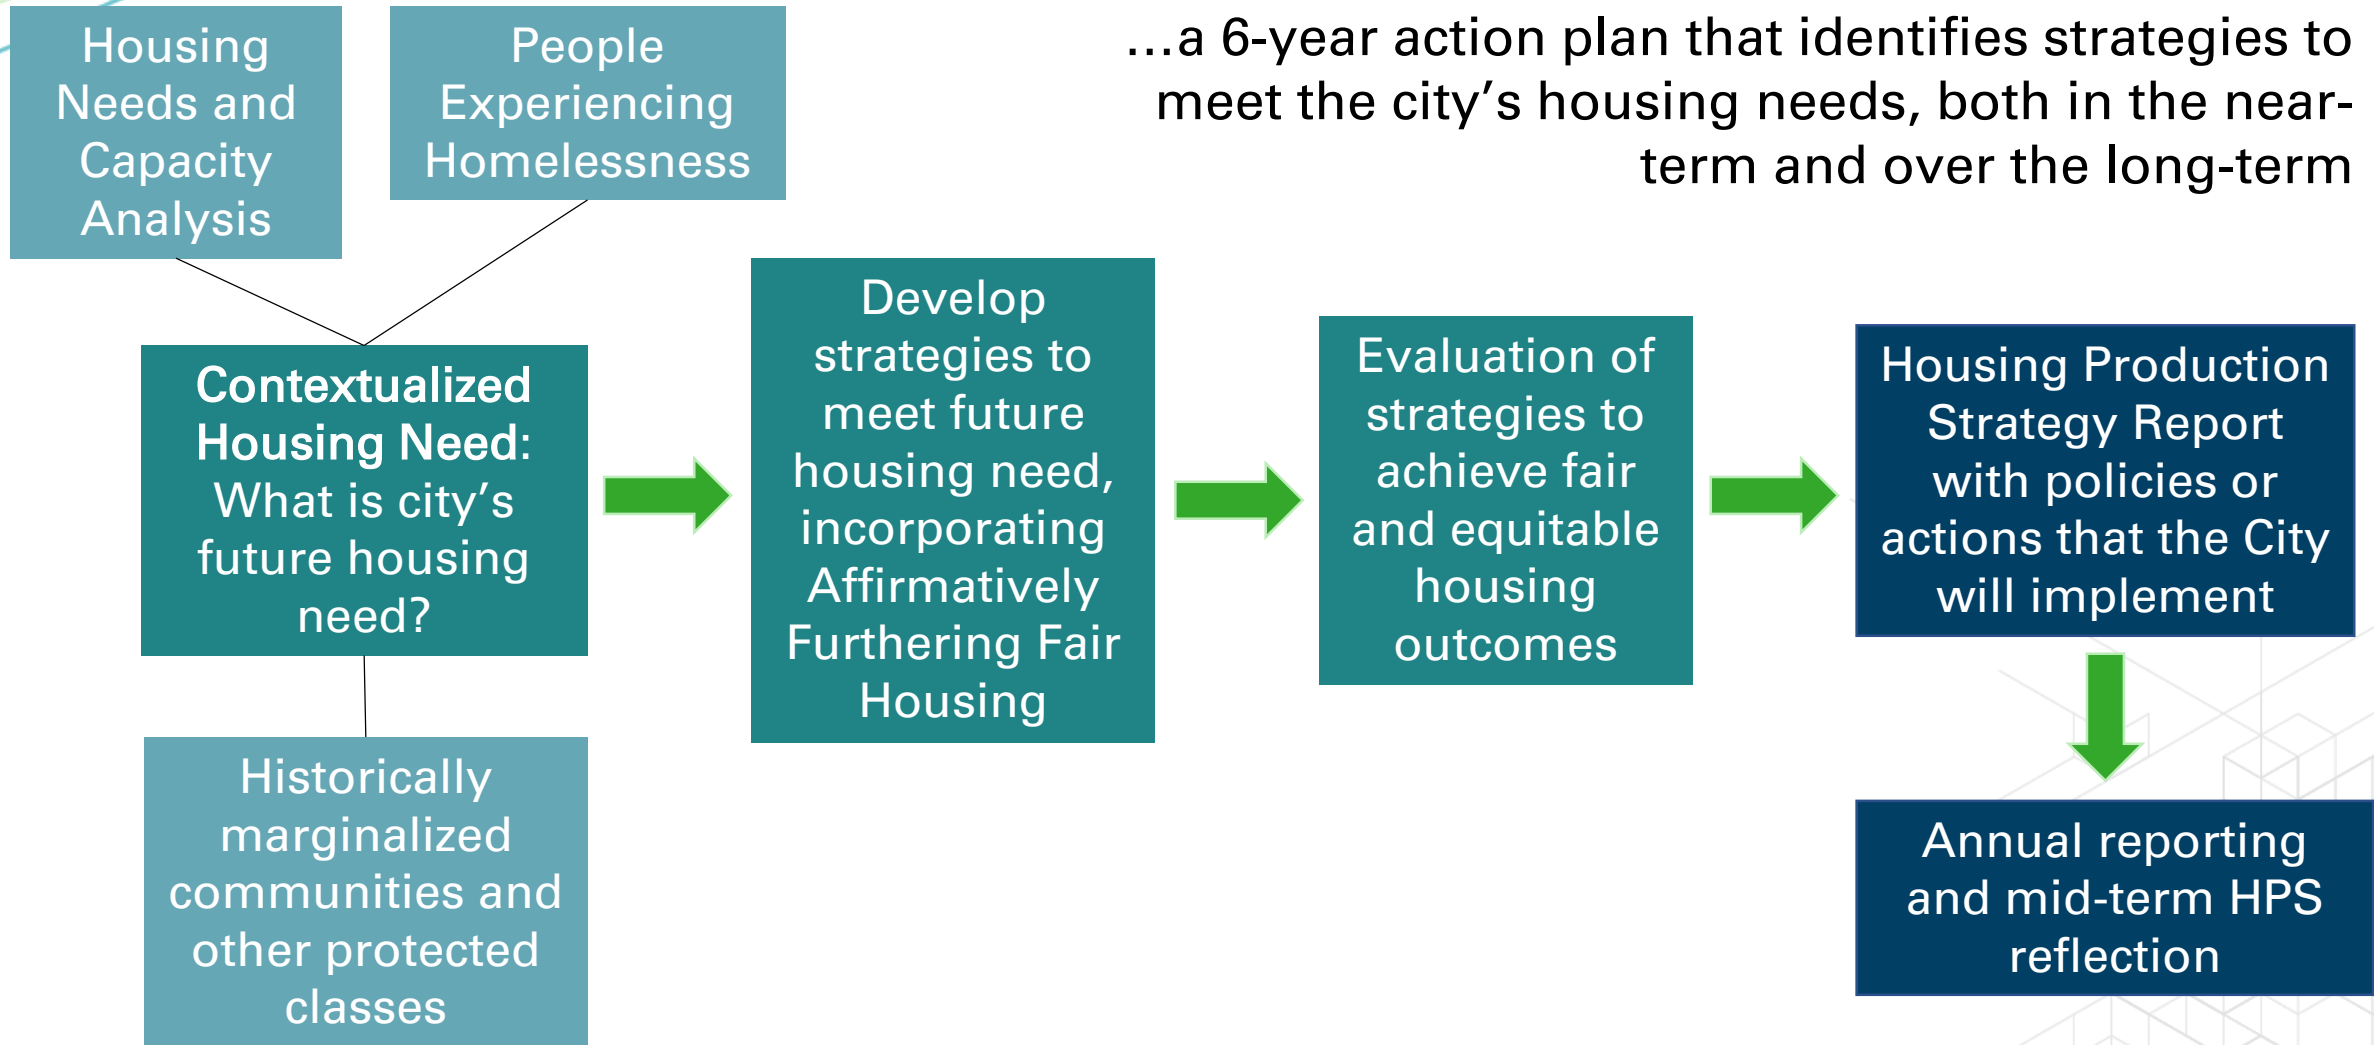 Housing
Needs and
Capacity
Analysis
People
Experiencing
Homelessness
…a 6-year action plan that identifies strategies to
meet the city’s housing needs, both in the near-
term and over the long-term
Contextualized
Housing Need:
What is city’s
future housing
need?
Historically
marginalized
communities and
other protected
classes
Develop
strategies to
meet future
housing need,
incorporating
Affirmatively
Furthering Fair
Housing
Evaluation of
strategies to
achieve fair
and equitable
housing
outcomes
Housing Production
Strategy Report
with policies or
actions that the City
will implement
Annual reporting
and mid-term HPS
reflection